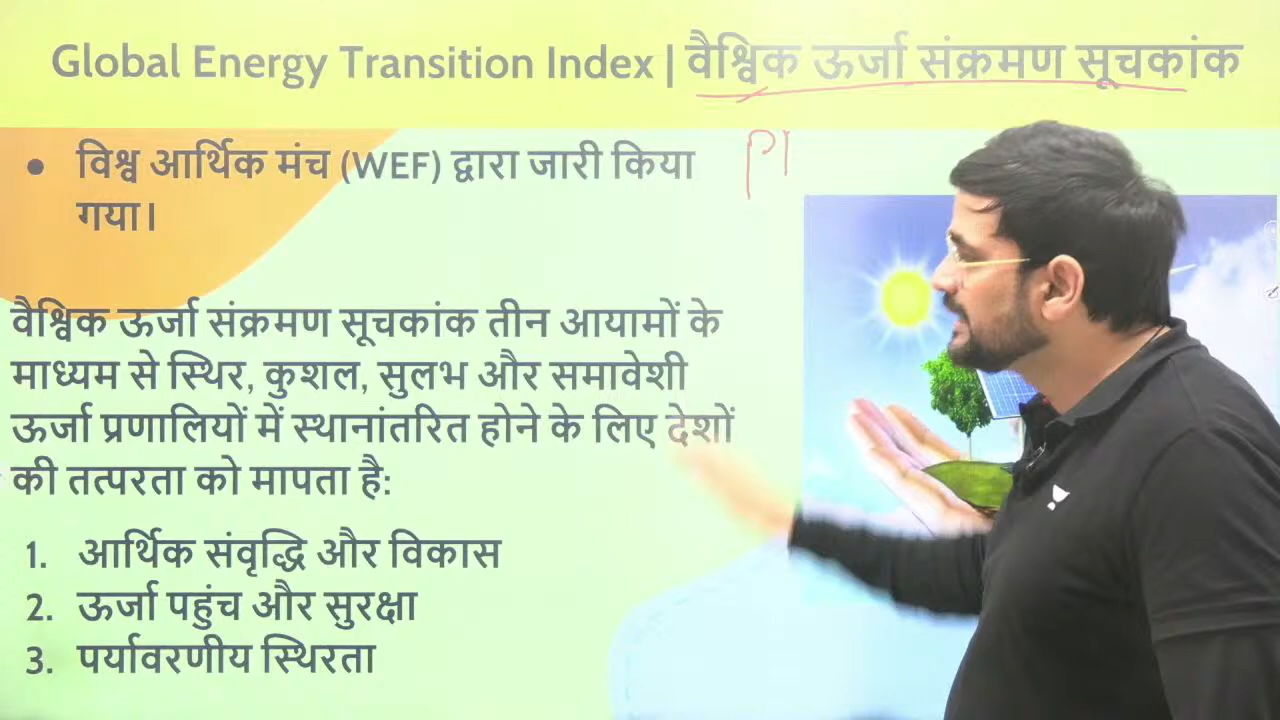 Global Energy Transition Index | वैश्विक ऊर्जा संक्रमण सूचकांक
• विश्व आर्थिक मंच (WEF) द्वारा जारी किया
गया।
वैश्विक ऊर्जा संक्रमण सूचकांक तीन आयामों के
माध्यम से स्थिर, कुशल, सुलभ और समावेशी
ऊर्जा प्रणालियों में स्थानांतरित होने के लिए देशों
की तत्परता को मापता है:
1. आर्थिक संवृद्धि और विकास
2. ऊर्जा पहुंच और सुरक्षा
3. पर्यावरणीय स्थिरता